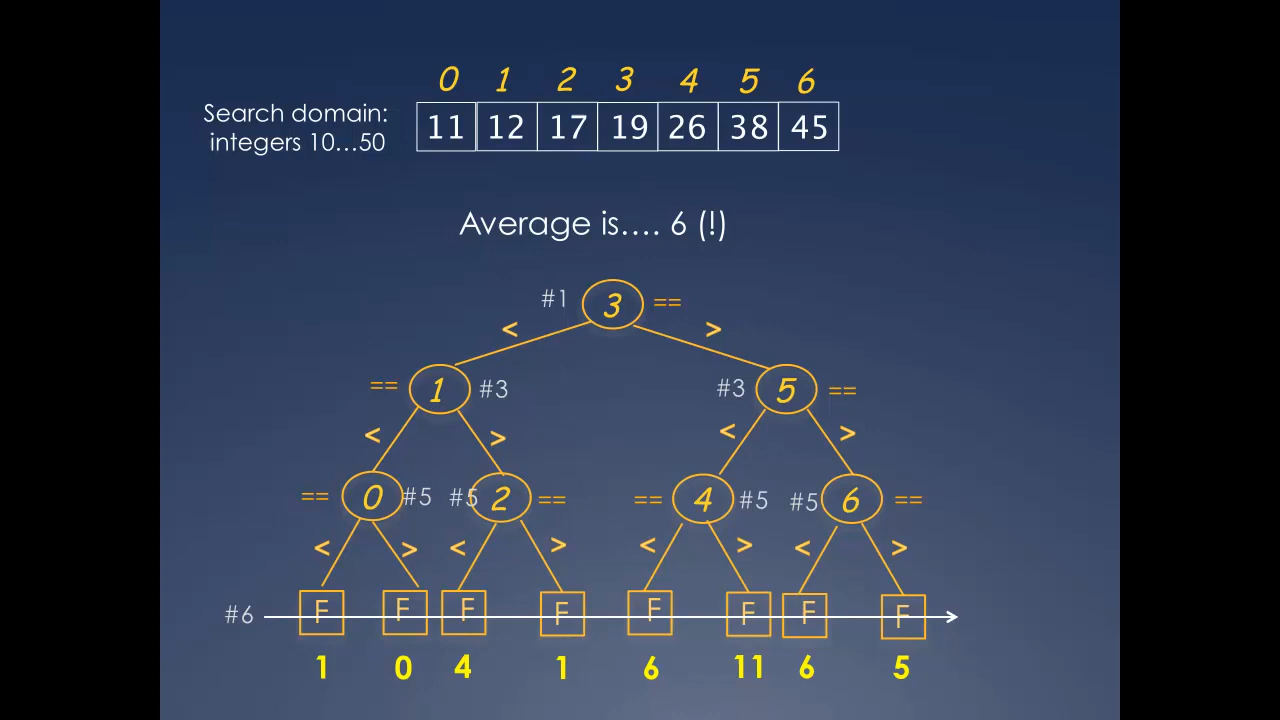 0 1 2 3 4 5 6
Search domain:
integers 10...50
11 12 17 19 26 38 45
Average is.... 6 (!)
#1 3 ==
< >
== 1 #3 #3 5 ==
< > < >
== 0 #5 #5 2 == == 4 #5 #5 6 ==
< > < > < > < >
#6 F F F F F F F F
1 0 4 1 6 11 6 5